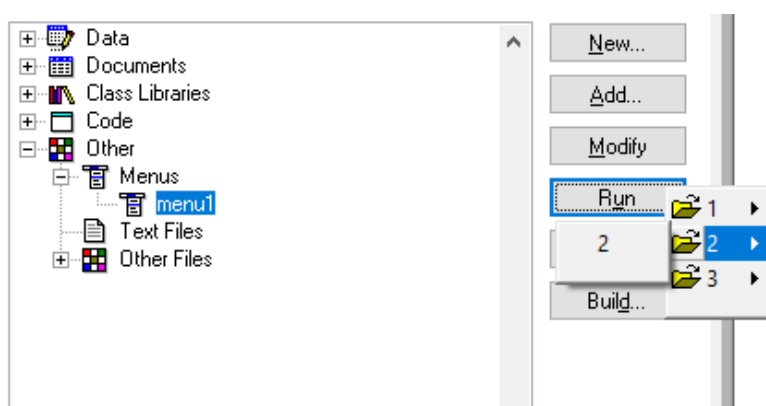 Data
Documents
Class Libraries
Code
Other
Menus
menu1
Text Files
Other Files
New...
Add...
Modify
Run
1
2
2
3
Build...